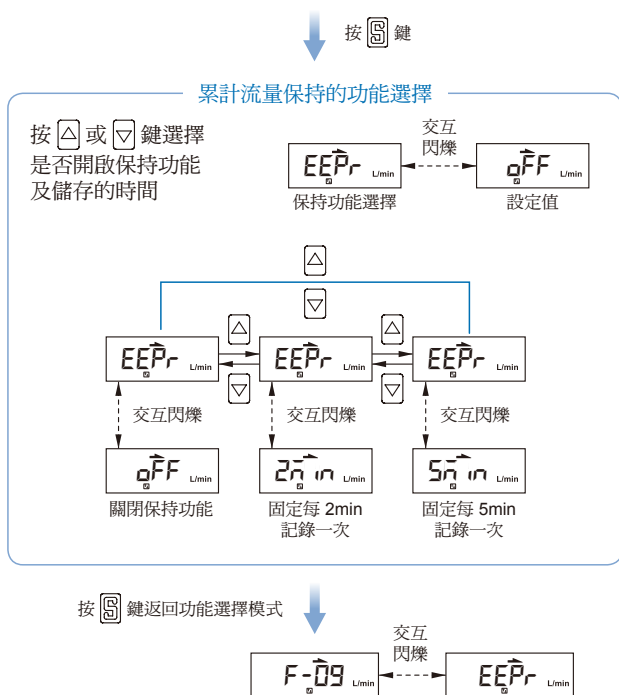 按 S 鍵
累計流量保持的功能選擇
按 △ 或 ▽ 鍵選擇
是否開啟保持功能
及儲存的時間
交互
閃爍
EEPr L/min
oFF L/min
保持功能選擇
設定值
△
▽
△
△
EEPr L/min
EEPr L/min
EEPr L/min
▽
▽
交互閃爍
交互閃爍
交互閃爍
oFF L/min
2min L/min
5min L/min
關閉保持功能
固定每 2min
記錄一次
固定每 5min
記錄一次
按 S 鍵返回功能選擇模式
交互
閃爍
F-09 L/min
EEPr L/min